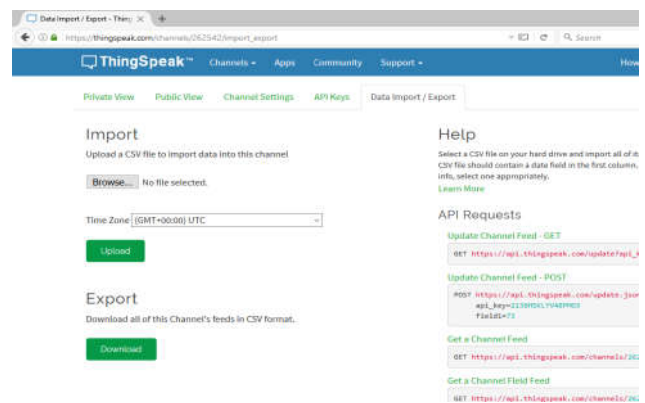 Data Import / Export - Thing
https://thingspeak.com/channels/262542/import_export
Search
ThingSpeak™ Channels Apps Community Support How
Private View Public View Channel Settings API Keys Data Import / Export
Import
Upload a CSV file to import data into this channel
Browse... No file selected.
Time Zone (GMT+00:00) UTC
Upload
Export
Download all of this Channel's feeds in CSV format.
Download
Help
Select a CSV file on your hard drive and import all of it
CSV file should contain a date field in the first column.
info, select one appropriately.
Learn More
API Requests
Update Channel Feed - GET
GET https://api.thingspeak.com/update?api_k
Update Channel Feed - POST
POST https://api.thingspeak.com/update.json
field1=73
Get a Channel Feed
GET https://api.thingspeak.com/channels/262
Get a Channel Field Feed
GET https://api.thingspeak.com/channels/262